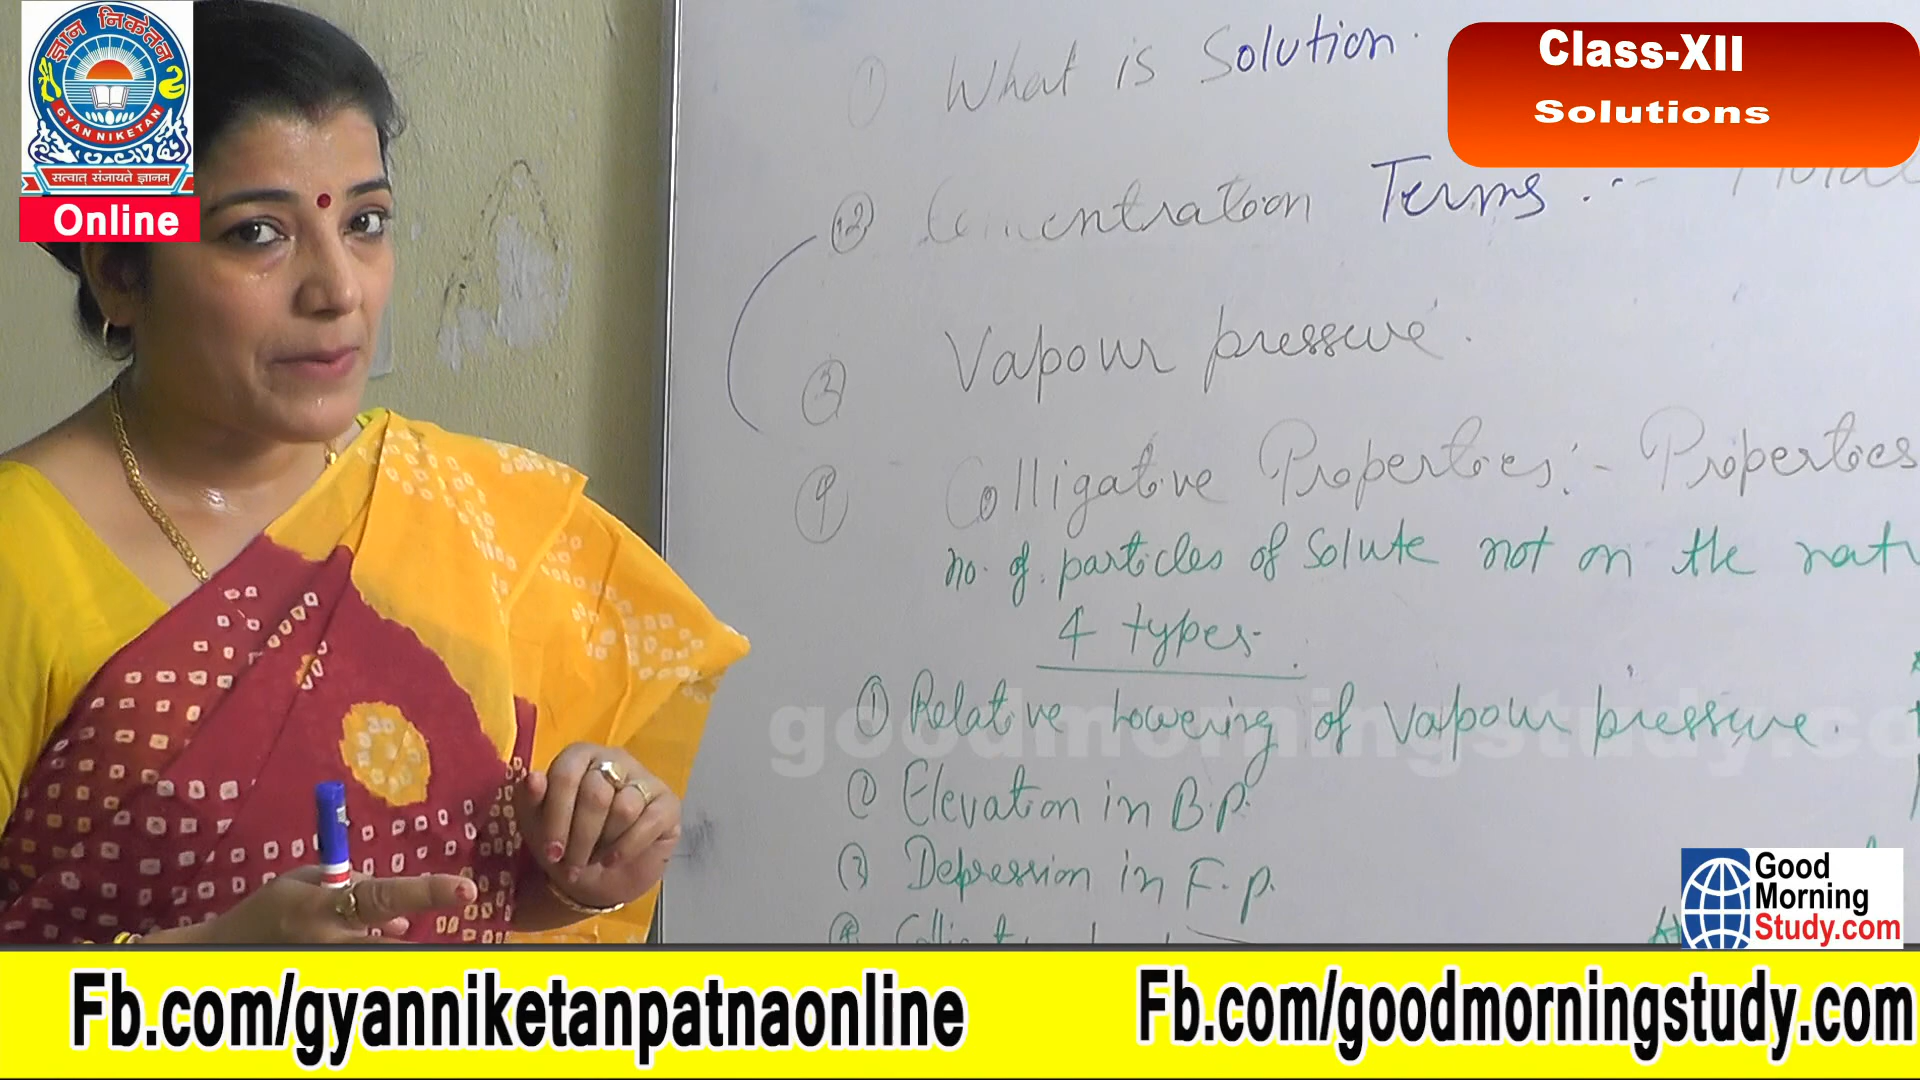 ज्ञान निकेतन
GYAN NIKETAN
सत्वात् संजायते ज्ञानम्
Online
Class-XII
Solutions
① What is Solution.
② Concentration Terms :-
③ Vapour pressure.
④ Colligative Properties :- Properties
no. of. particles of Solute not on the
4 types.
① Relative lowering of vapour pressure.
goodmorningstudy.co
② Elevation in B.P.
③ Depression in F.P.
Good
Morning
Study.com
Fb.com/gyanniketanpatnaonline
Fb.com/goodmorningstudy.com